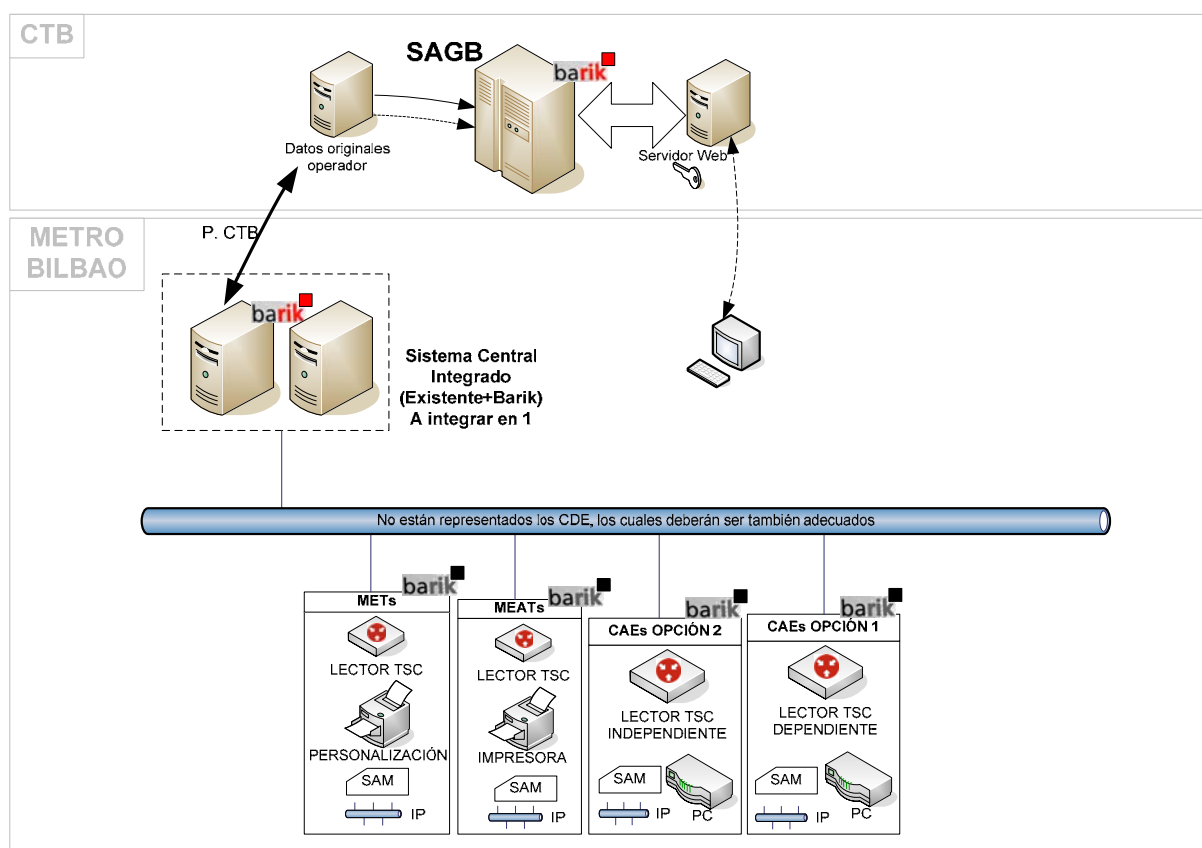 CTB
SAGB
barik
Datos originales
operador
Servidor Web
METRO
BILBAO
P. CTB
barik
Sistema Central
Integrado
(Existente+Barik)
A integrar en 1
No están representados los CDE, los cuales deberán ser también adecuados
barik
METs
LECTOR TSC
PERSONALIZACIÓN
SAM
IP
barik
MEATs
LECTOR TSC
IMPRESORA
SAM
IP
barik
CAEs OPCIÓN 2
LECTOR TSC
INDEPENDIENTE
SAM
IP
PC
barik
CAEs OPCIÓN 1
LECTOR TSC
DEPENDIENTE
SAM
IP
PC